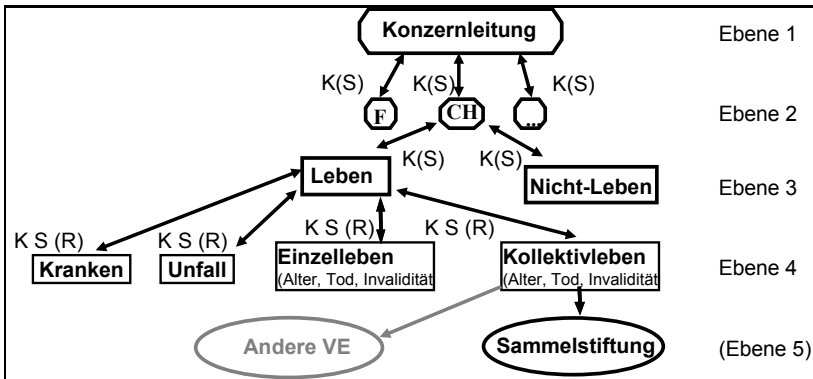 Konzernleitung Ebene 1
K(S) K(S) K(S)
F CH ... Ebene 2
K(S) K(S)
Leben Nicht-Leben Ebene 3
K S (R) K S (R) K S (R) K S (R)
Kranken Unfall Einzelleben Kollektivleben Ebene 4
(Alter, Tod, Invalidität (Alter, Tod, Invalidität
Andere VE Sammelstiftung (Ebene 5)